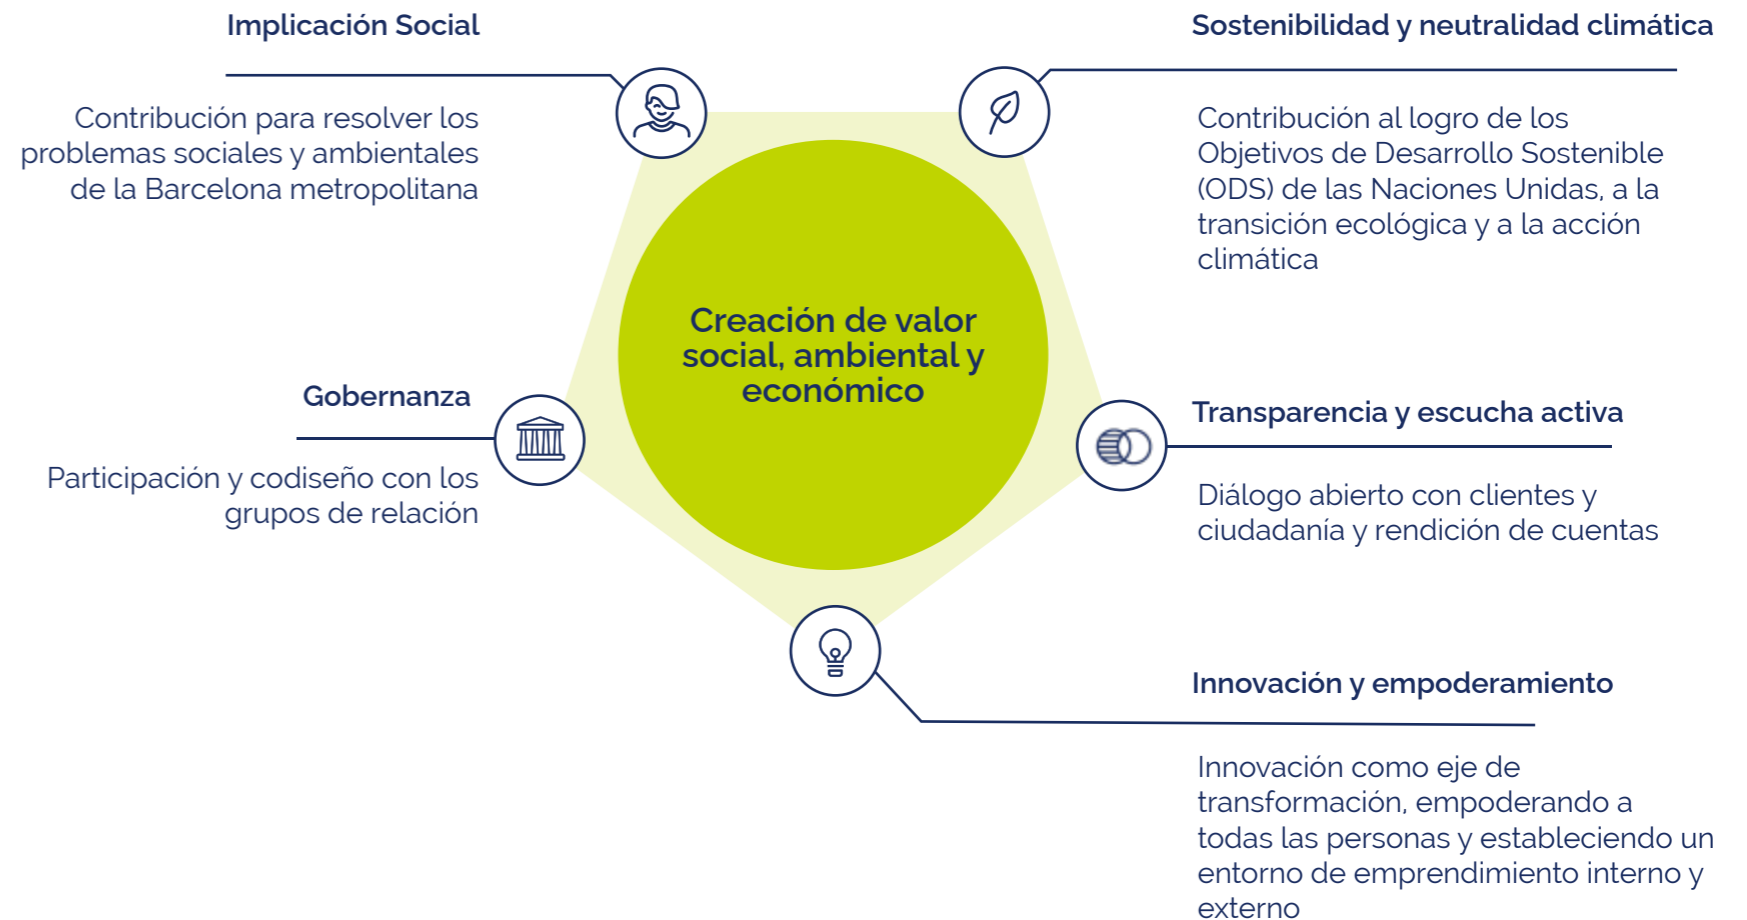 Implicación Social
Contribución para resolver los
problemas sociales y ambientales
de la Barcelona metropolitana
Sostenibilidad y neutralidad climática
Contribución al logro de los
Objetivos de Desarrollo Sostenible
(ODS) de las Naciones Unidas, a la
transición ecológica y a la acción
climática
Creación de valor
social, ambiental y
económico
Gobernanza
Participación y codiseño con los
grupos de relación
Transparencia y escucha activa
Diálogo abierto con clientes y
ciudadanía y rendición de cuentas
Innovación y empoderamiento
Innovación como eje de
transformación, empoderando a
todas las personas y estableciendo un
entorno de emprendimiento interno y
externo